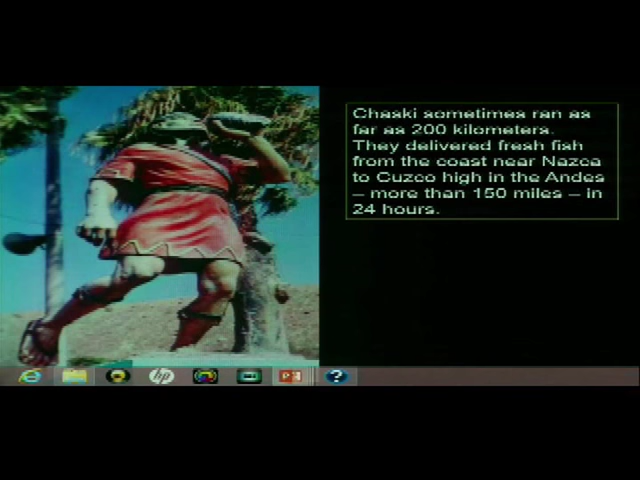 Chaski sometimes ran as
far as 200 kilometers.
They delivered fresh fish
from the coast near Nazca
to Cuzco high in the Andes
– more than 150 miles – in
24 hours.
hp
?